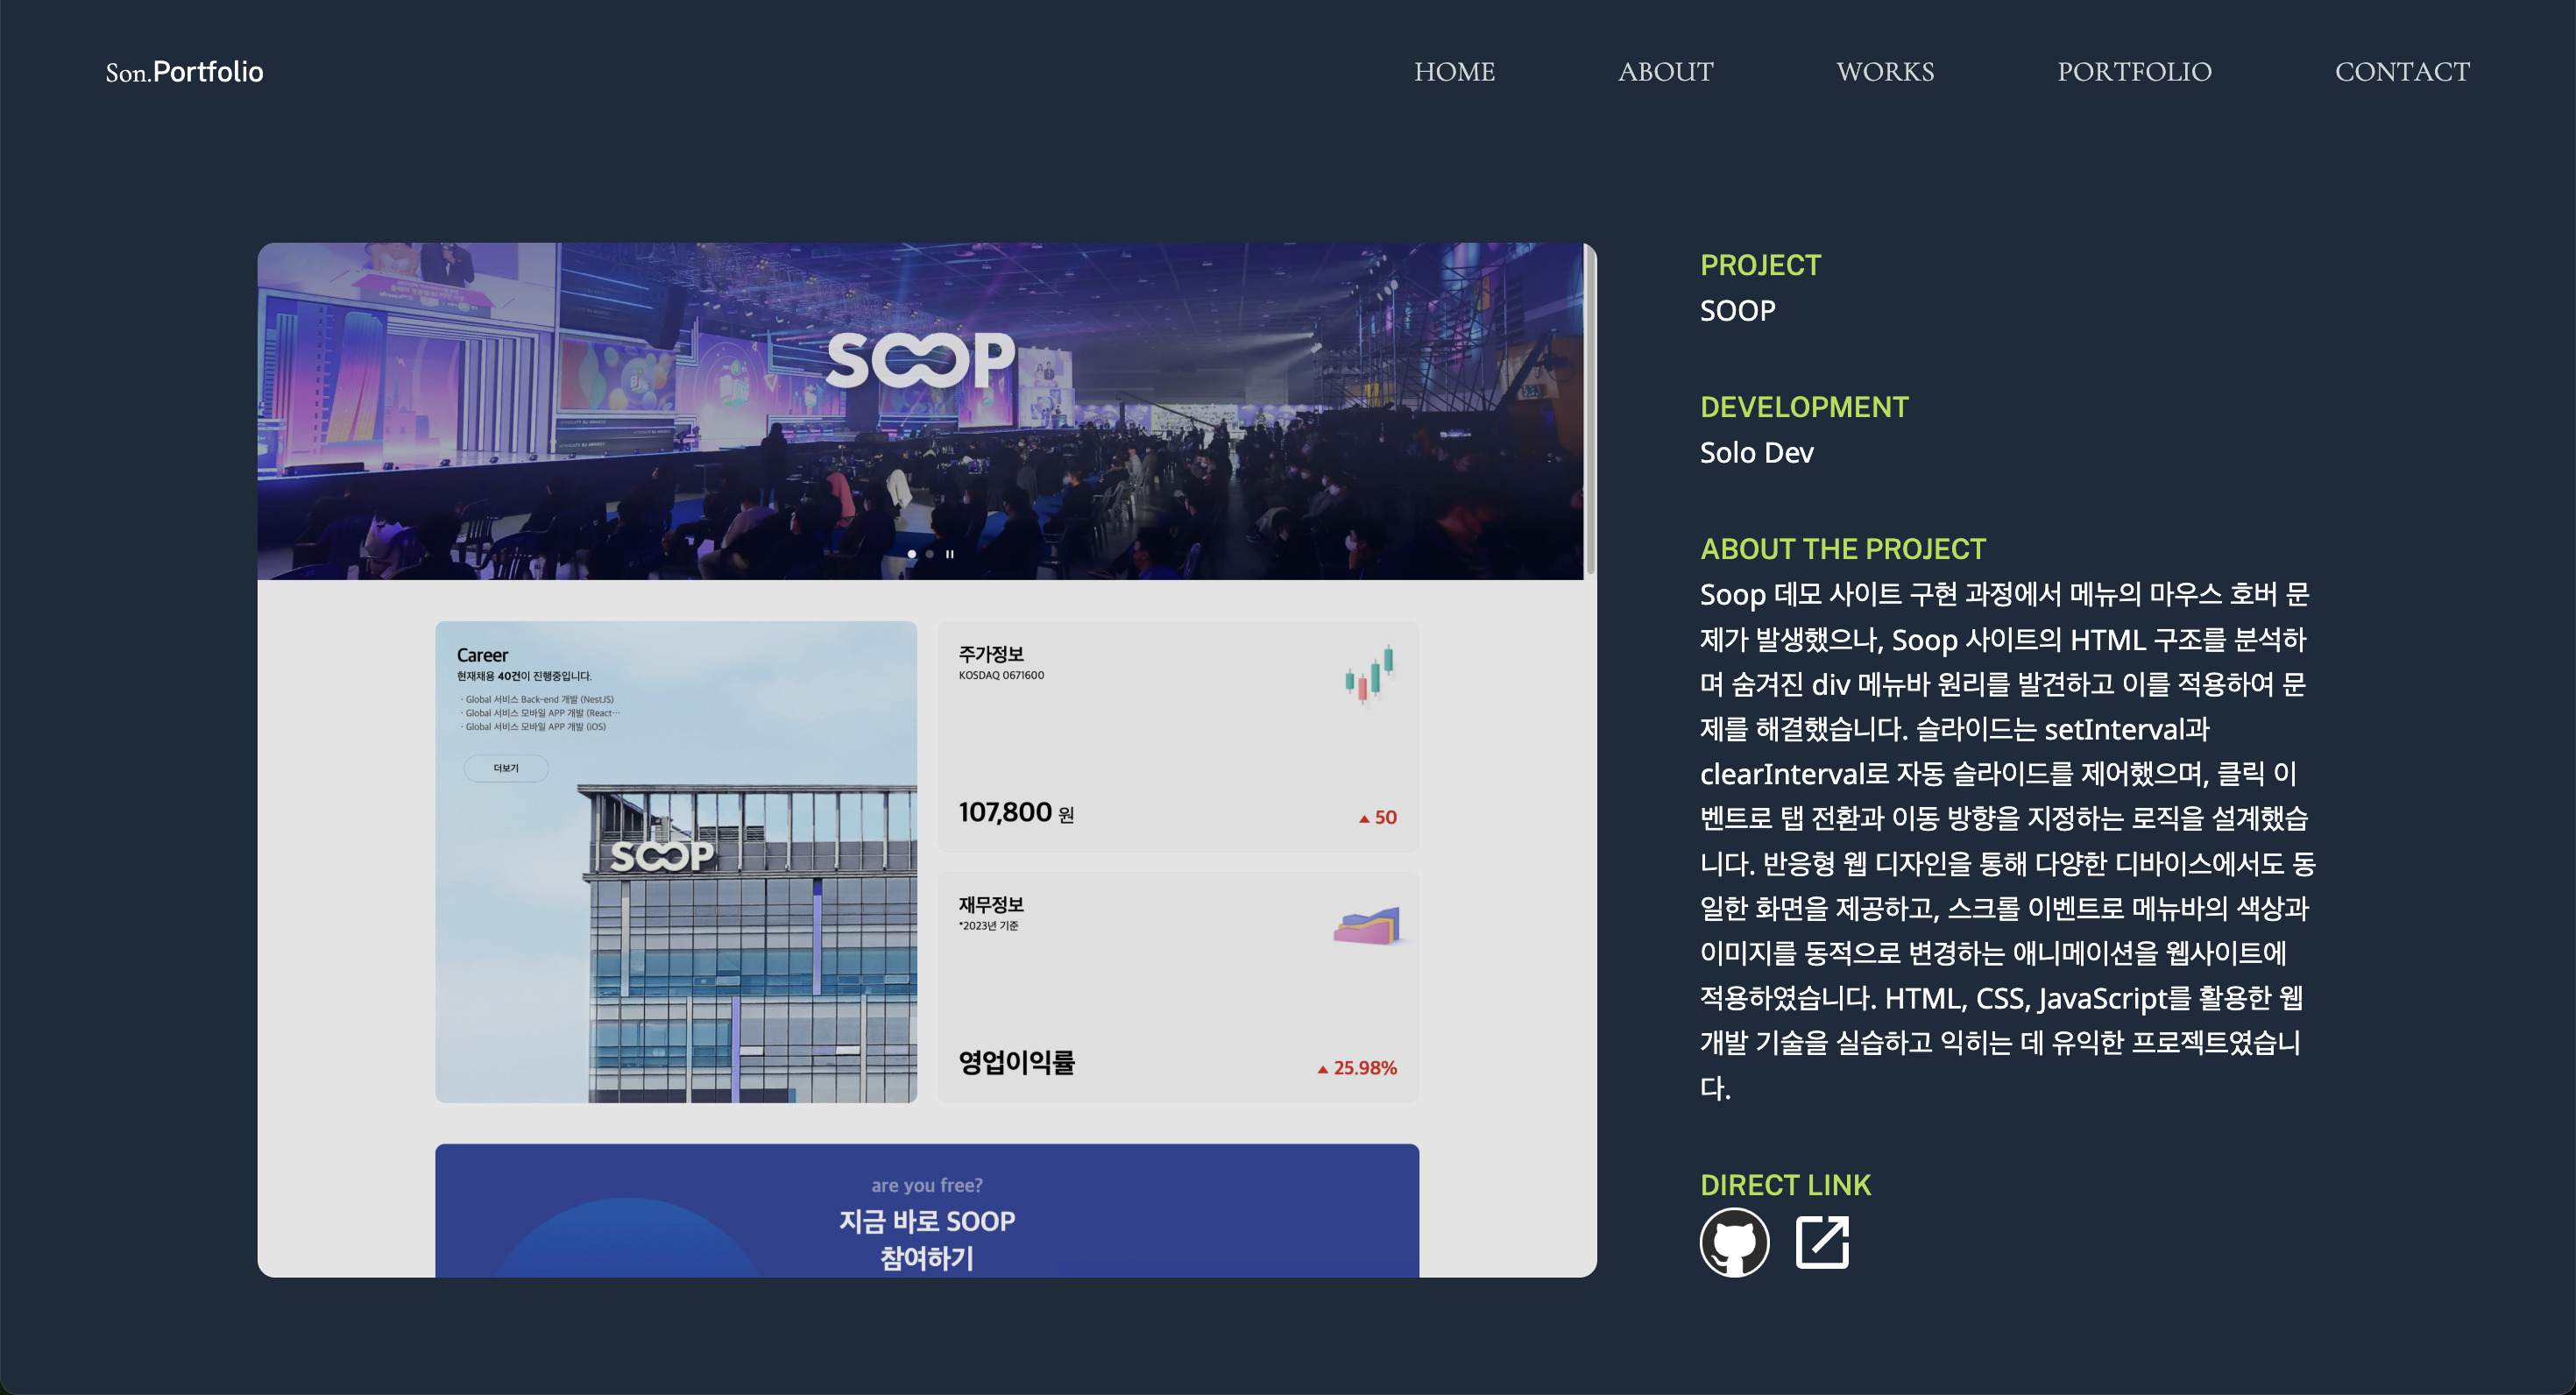 Son.Portfolio
HOME
ABOUT
WORKS
PORTFOLIO
CONTACT
SOOP
Career
현재채용 40건이 진행중입니다.
· Global 서비스 Back-end 개발 (NestJS)
· Global 서비스 모바일 APP 개발 (React···
· Global 서비스 모바일 APP 개발 (iOS)
더보기
SOOP
주가정보
KOSDAQ 0671600
107,800 원
▲ 50
재무정보
*2023년 기준
영업이익률
▲ 25.98%
are you free?
지금 바로 SOOP
참여하기
PROJECT
SOOP
DEVELOPMENT
Solo Dev
ABOUT THE PROJECT
Soop 데모 사이트 구현 과정에서 메뉴의 마우스 호버 문
제가 발생했으나, Soop 사이트의 HTML 구조를 분석하
며 숨겨진 div 메뉴바 원리를 발견하고 이를 적용하여 문
제를 해결했습니다. 슬라이드는 setInterval과
clearInterval로 자동 슬라이드를 제어했으며, 클릭 이
벤트로 탭 전환과 이동 방향을 지정하는 로직을 설계했습
니다. 반응형 웹 디자인을 통해 다양한 디바이스에서도 동
일한 화면을 제공하고, 스크롤 이벤트로 메뉴바의 색상과
이미지를 동적으로 변경하는 애니메이션을 웹사이트에
적용하였습니다. HTML, CSS, JavaScript를 활용한 웹
개발 기술을 실습하고 익히는 데 유익한 프로젝트였습니
다.
DIRECT LINK